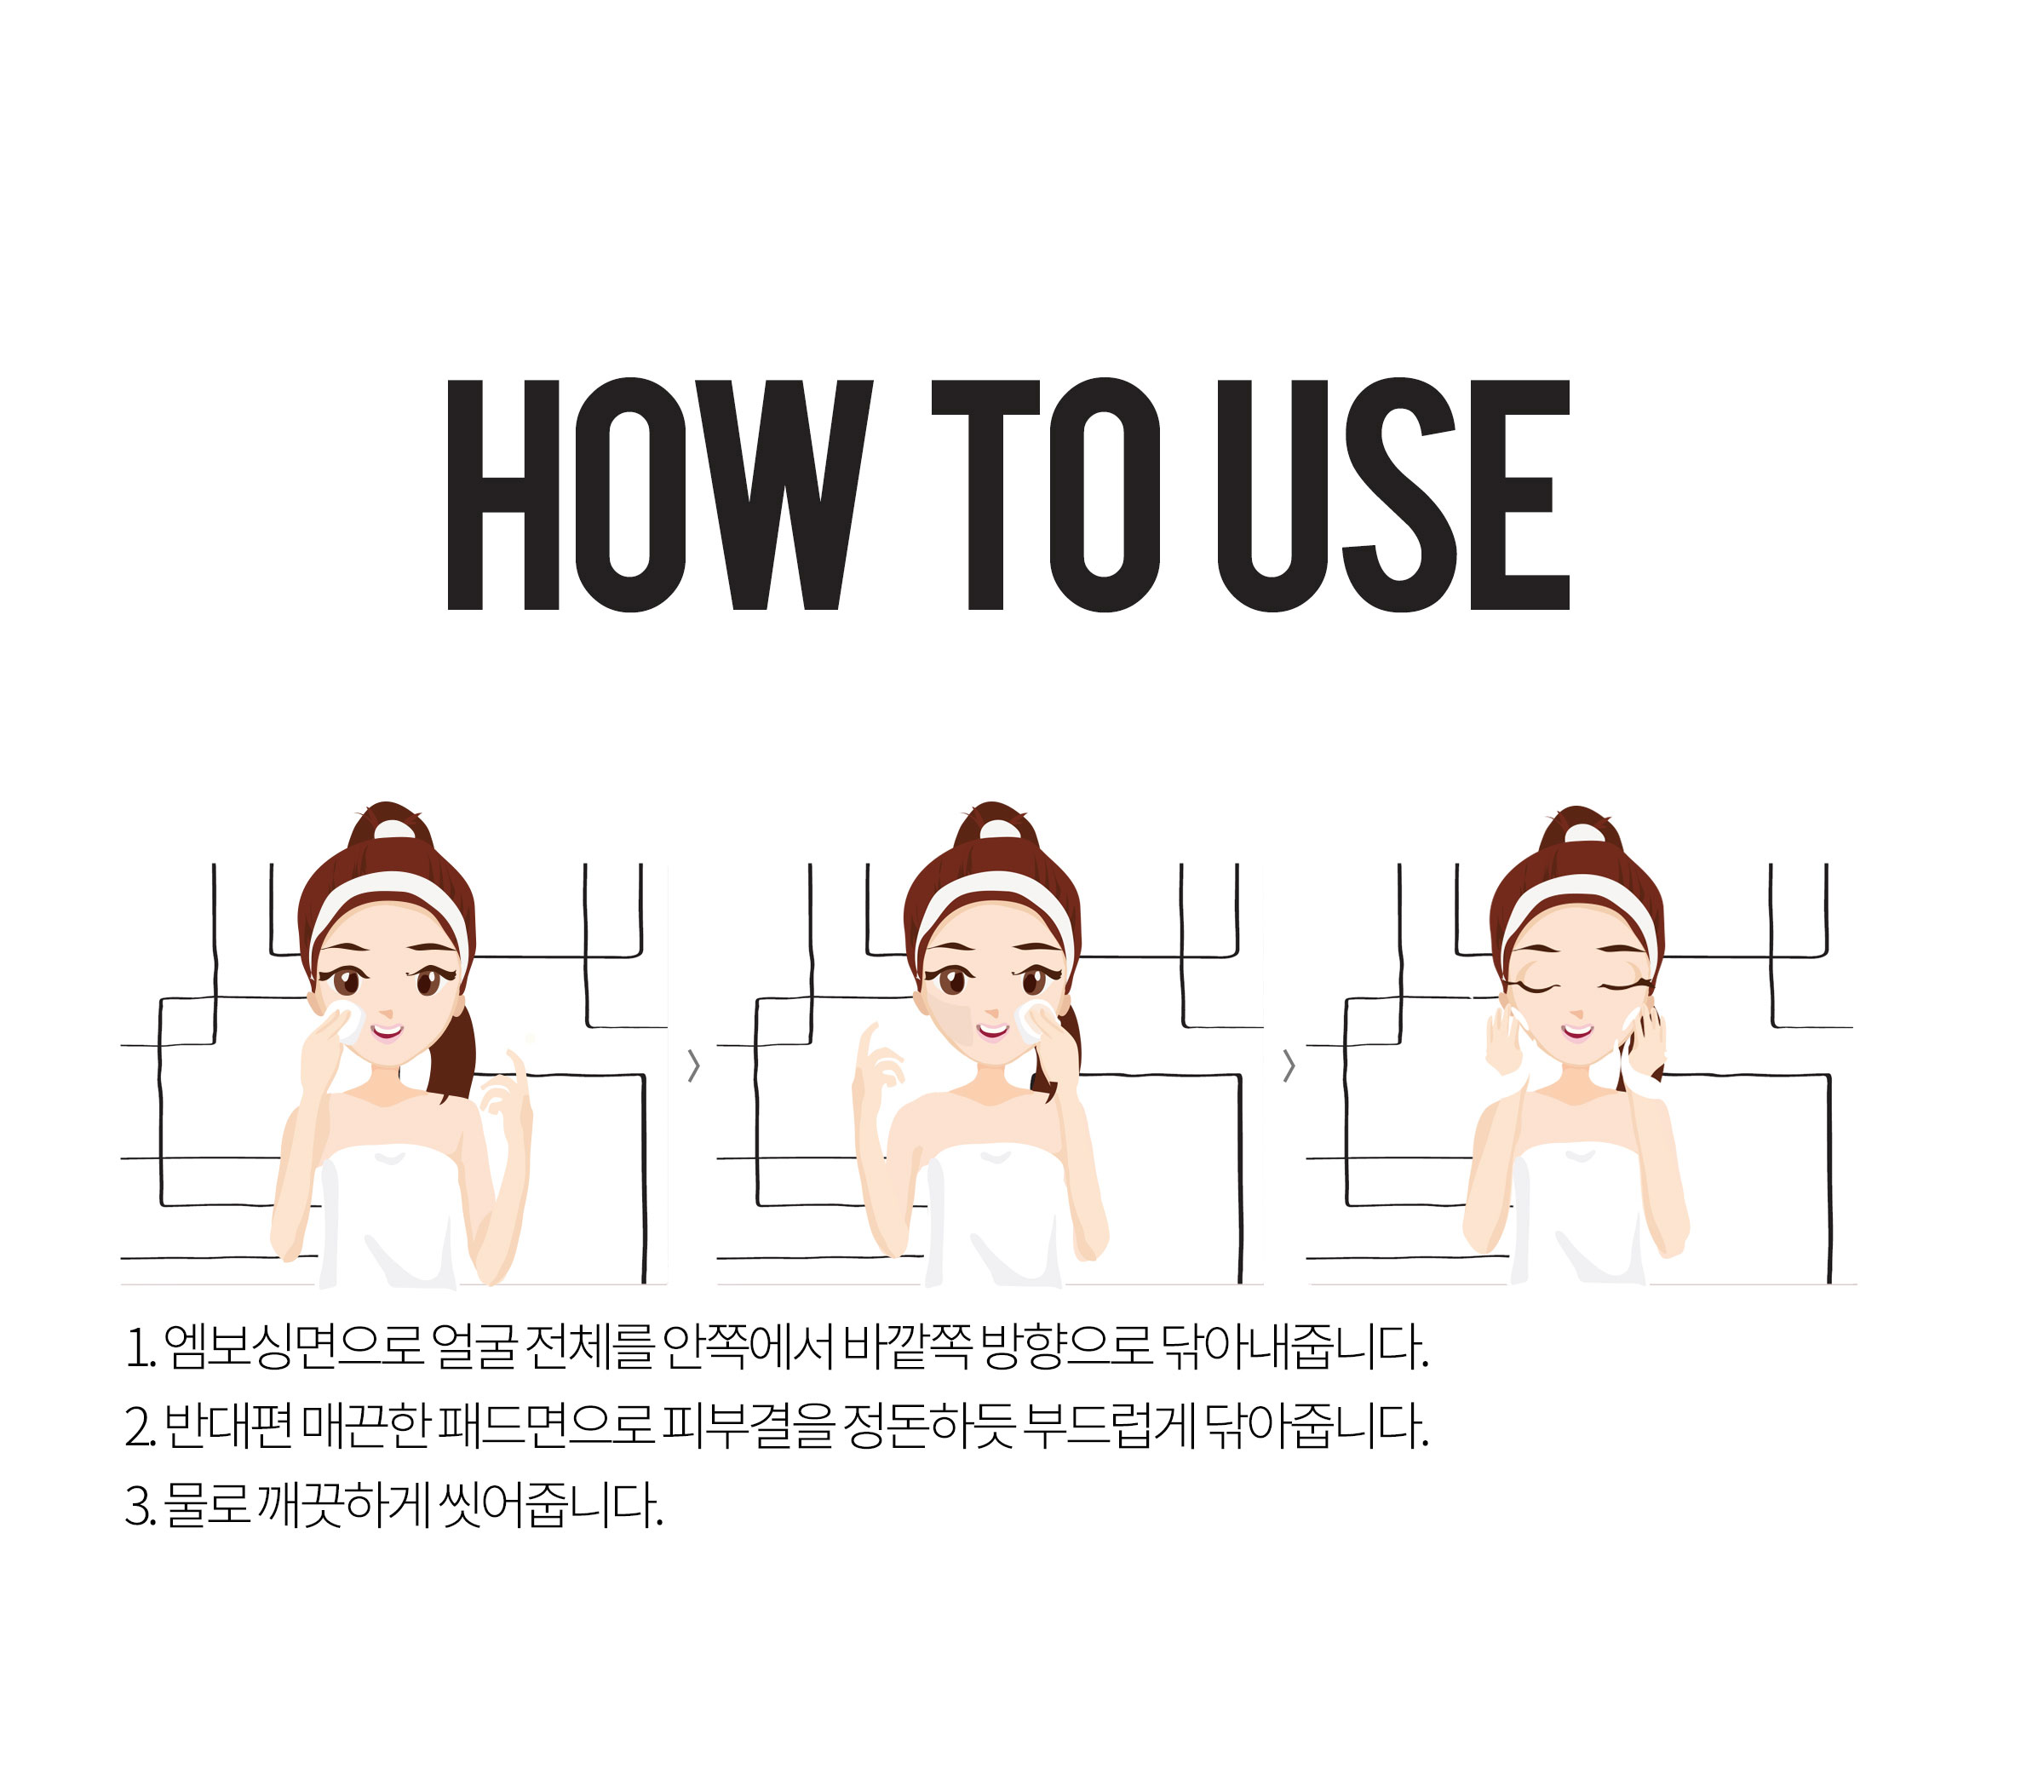 HOW TO USE
1. 엠보싱면으로 얼굴 전체를 안쪽에서 바깥쪽 방향으로 닦아내줍니다.
2. 반대편 매끈한 패드면으로 피부결을 정돈하듯 부드럽게 닦아줍니다.
3. 물로 깨끗하게 씻어줍니다.